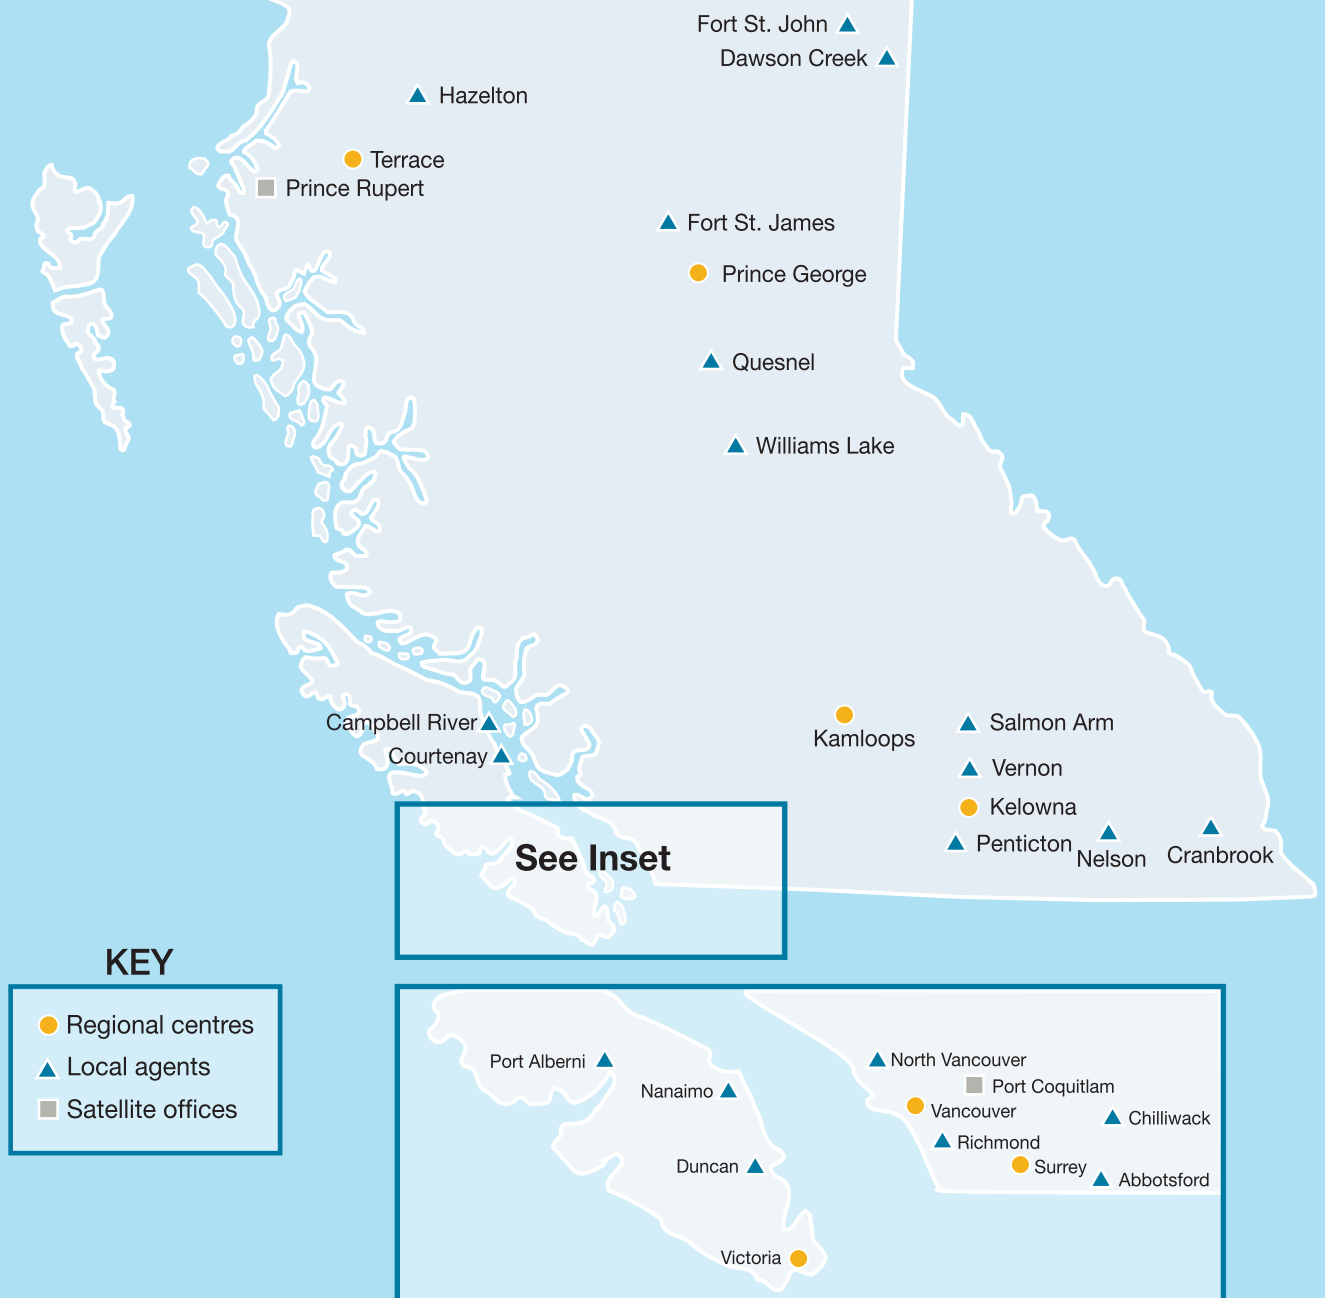 Fort St. John
Dawson Creek
Hazelton
Terrace
Prince Rupert
Fort St. James
Prince George
Quesnel
Williams Lake
Campbell River
Courtenay
Kamloops
Salmon Arm
Vernon
Kelowna
Penticton
Nelson
Cranbrook
See Inset
KEY
Regional centres
Local agents
Satellite offices
Port Alberni
Nanaimo
Duncan
Victoria
North Vancouver
Port Coquitlam
Vancouver
Chilliwack
Richmond
Surrey
Abbotsford